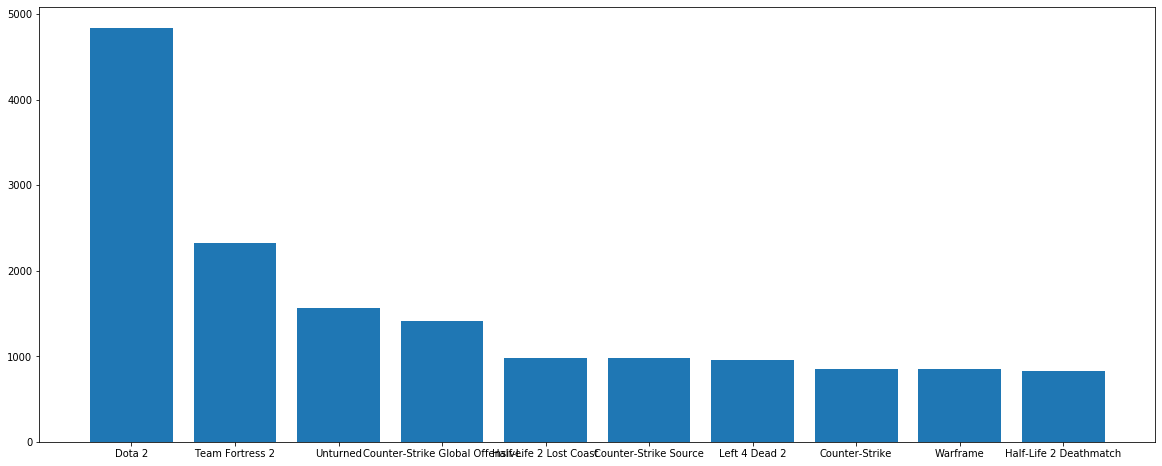 5000
4000
3000
2000
1000
0
Dota 2
Team Fortress 2
Unturned
Counter-Strike Global Offensive
Half-Life 2 Lost Coast
Counter-Strike Source
Left 4 Dead 2
Counter-Strike
Warframe
Half-Life 2 Deathmatch